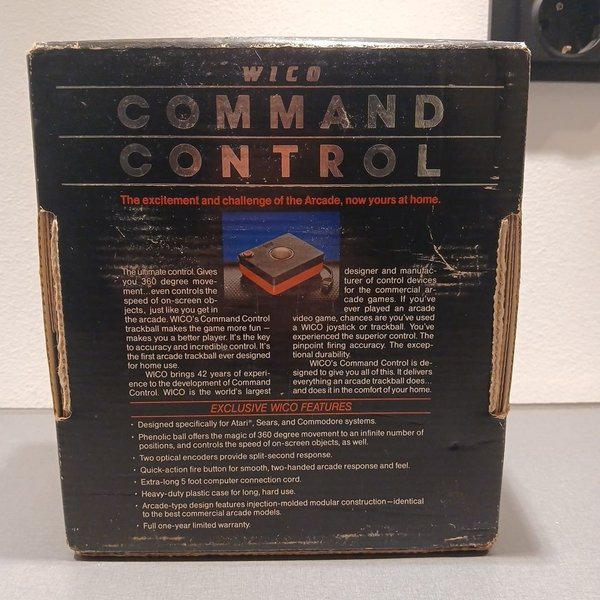 WICO
COMMAND
CONTROL
The excitement and challenge of the Arcade, now yours at home.
The ultimate control. Gives
you 360 degree move-
ment...even controls the
speed of on-screen ob-
jects, just like you get in
the arcade. WICO's Command Control
trackball makes the game more fun —
makes you a better player. It's the key
to accuracy and incredible control. It's
the first arcade trackball ever designed
for home use.
WICO brings 42 years of experi-
ence to the development of Command
Control. WICO is the world's largest
designer and manufac-
turer of control devices
for the commercial ar-
cade games. If you've
ever played an arcade
video game, chances are you've used
a WICO joystick or trackball. You've
experienced the superior control. The
pinpoint firing accuracy. The excep-
tional durability.
WICO's Command Control is de-
signed to give you all of this. It delivers
everything an arcade trackball does...
and does it in the comfort of your home.
EXCLUSIVE WICO FEATURES
• Designed specifically for Atari®, Sears, and Commodore systems.
• Phenolic ball offers the magic of 360 degree movement to an infinite number of
positions, and controls the speed of on-screen objects, as well.
• Two optical encoders provide split-second response.
• Quick-action fire button for smooth, two-handed arcade response and feel.
• Extra-long 5 foot computer connection cord.
• Heavy-duty plastic case for long, hard use.
• Arcade-type design features injection-molded modular construction—identical
to the best commercial arcade models.
• Full one-year limited warranty.